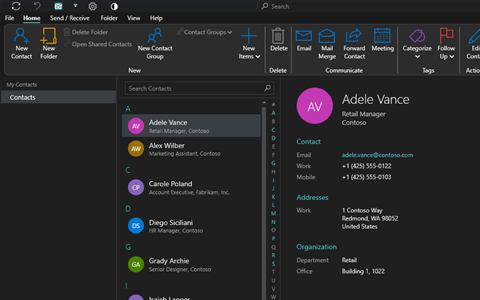 Search
File Home Send / Receive Folder View Help
New Contact
New Folder
Delete Folder
Open Shared Contacts
New Contact Group
Contact Groups
New Items
Delete
Email
Mail Merge
Forward Contact
Meeting
Categorize
Follow Up
Edit
New Delete Communicate Tags
My Contacts
Contacts
Search Contacts
A
AV
Adele Vance
Retail Manager, Contoso
AW
Alex Wilber
Marketing Assistant, Contoso
C
CP
Carole Poland
Account Executive, Fabrikam, Inc.
D
DS
Diego Siciliani
HR Manager, Contoso
G
GA
Grady Archie
Senior Designer, Contoso
I
#
A
B
C
D
E
F
G
H
I
J
K
L
M
N
O
P
Q
R
S
T
AV
Adele Vance
Retail Manager
Contoso
Contact
Email adele.vance@contoso.com
Work +1 (425) 555-0122
Mobile +1 (425) 555-0103
Addresses
Work 1 Contoso Way
Redmond, WA 98052
United States
Organization
Department Retail
Office Building 1, 1022